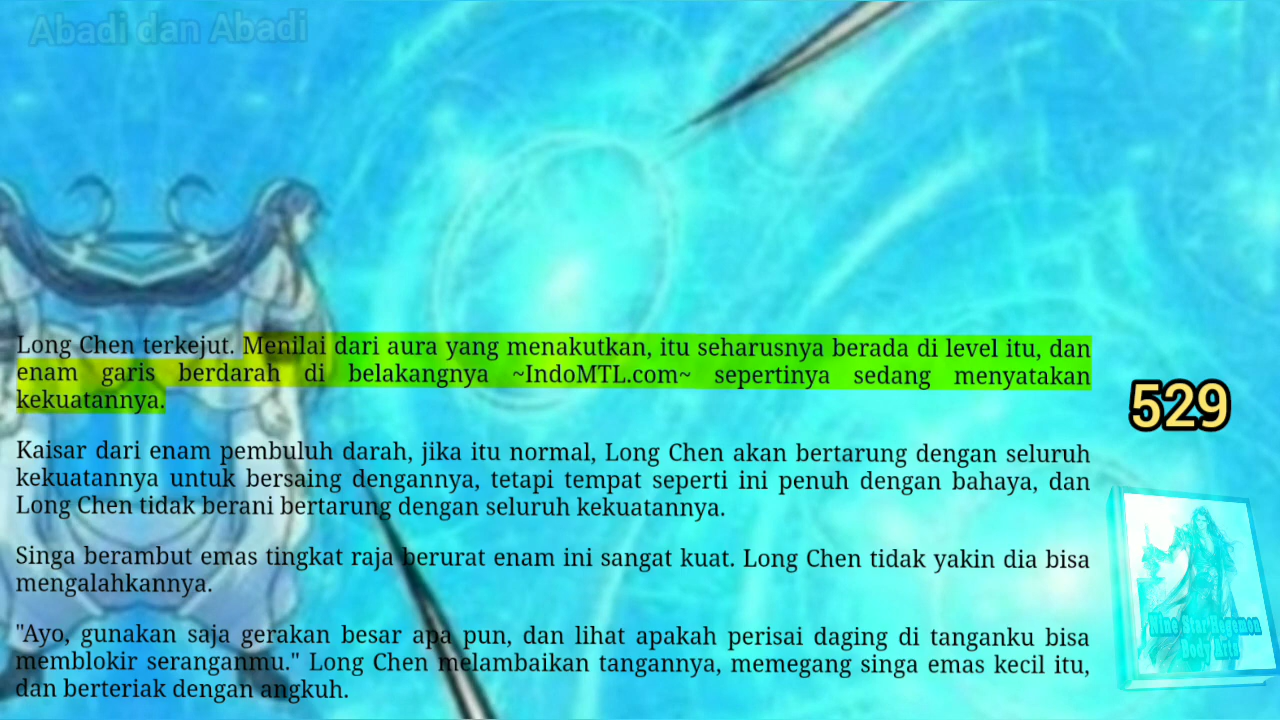 Abadi dan Abadi
Long Chen terkejut. Menilai dari aura yang menakutkan, itu seharusnya berada di level itu, dan
enam garis berdarah di belakangnya ~IndoMTL.com~ sepertinya sedang menyatakan
kekuatannya.
Kaisar dari enam pembuluh darah, jika itu normal, Long Chen akan bertarung dengan seluruh
kekuatannya untuk bersaing dengannya, tetapi tempat seperti ini penuh dengan bahaya, dan
Long Chen tidak berani bertarung dengan seluruh kekuatannya.
Singa berambut emas tingkat raja berurat enam ini sangat kuat. Long Chen tidak yakin dia bisa
mengalahkannya.
"Ayo, gunakan saja gerakan besar apa pun, dan lihat apakah perisai daging di tanganku bisa
memblokir seranganmu." Long Chen melambaikan tangannya, memegang singa emas kecil itu,
dan berteriak dengan angkuh.
529
Nine Star Hegemon
Body Arts